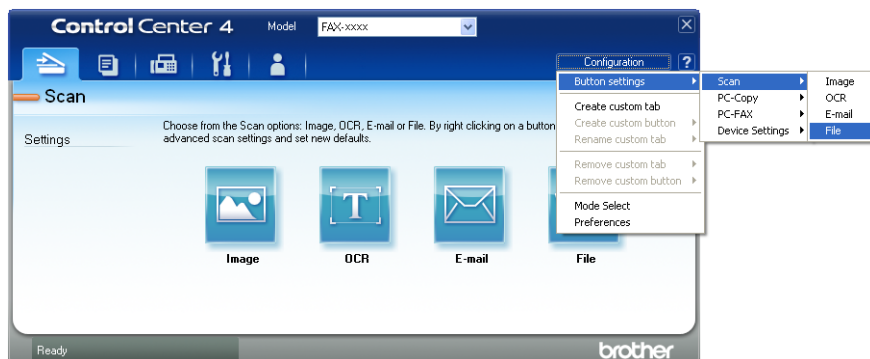 Control Center 4
Model
FAX-xxxx
Configuration
?
Button settings
Scan
Image
PC-Copy
OCR
PC-FAX
E-mail
Device Settings
File
Create custom tab
Create custom button
Rename custom tab
Remove custom tab
Remove custom button
Mode Select
Preferences
Scan
Settings
Choose from the Scan options: Image, OCR, E-mail or File. By right clicking on a button
advanced scan settings and set new defaults.
T
Image
OCR
E-mail
File
Ready
brother